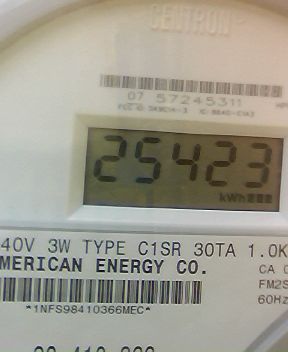 CENTRON
07 57245311
25423
kWh
40V 3W TYPE C1SR 30TA 1.0K
MERICAN ENERGY CO.
CA 0
FM2S
60Hz
*1NFS98410366MEC*